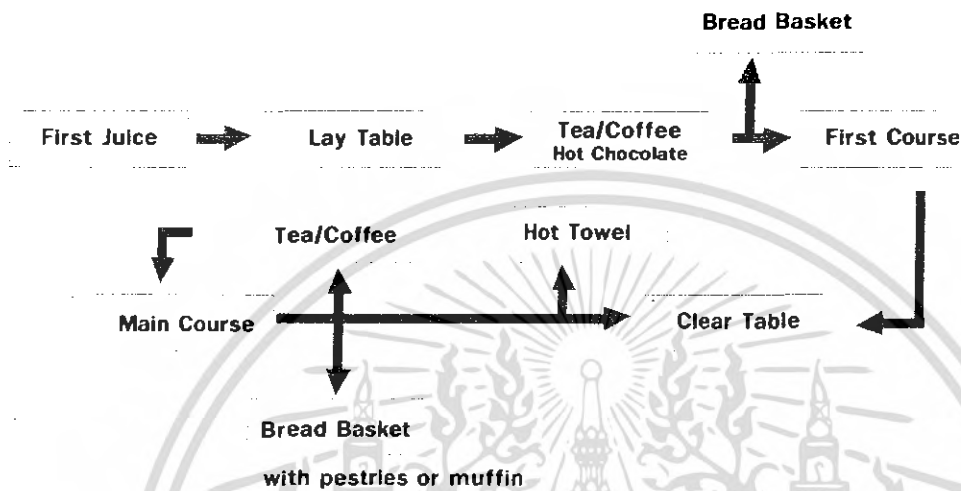 Bread Basket
First Juice
Lay Table
Tea/Coffee
Hot Chocolate
First Course
Tea/Coffee
Hot Towel
Main Course
Clear Table
Bread Basket
with pestries or muffin